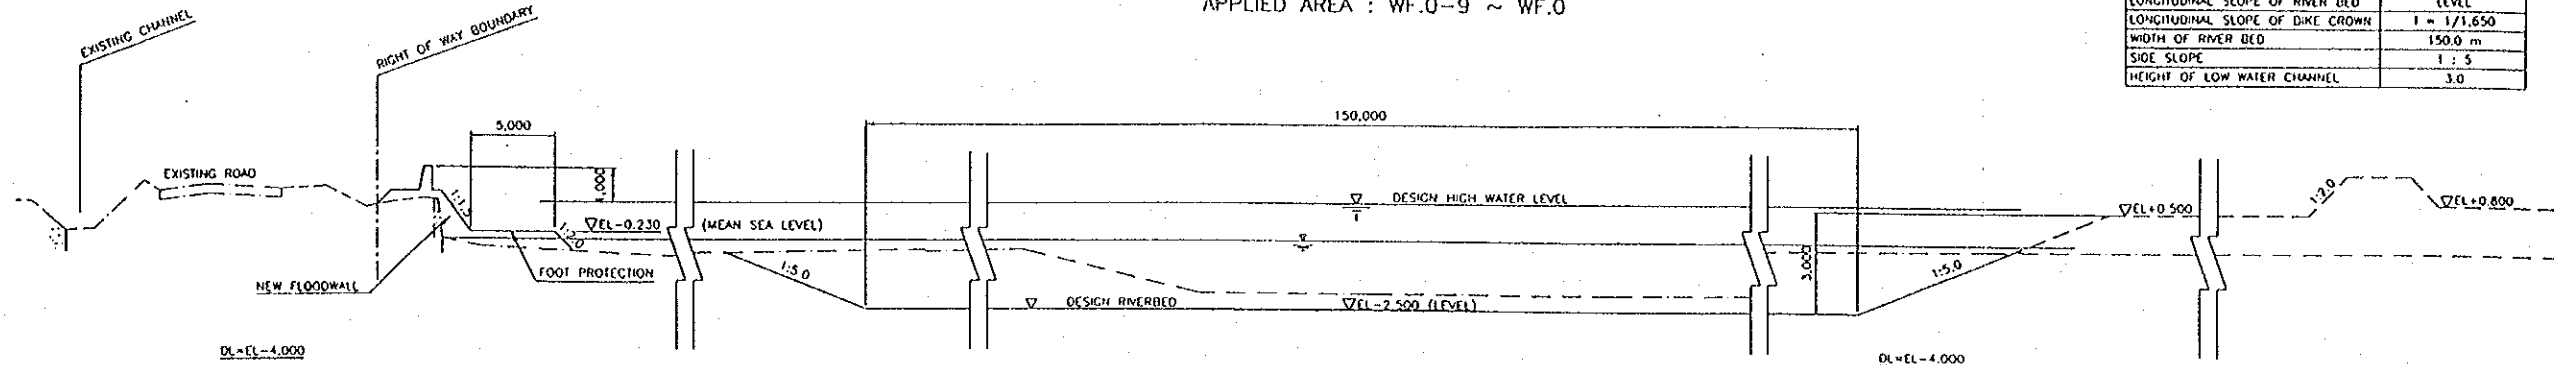 APPLIED AREA : WF.0-9 ~ WF.0
LONGITUDINAL SLOPE OF RIVER BED LEVEL
LONGITUDINAL SLOPE OF DIKE CROWN I = 1/1,650
WIDTH OF RIVER BED 150.0 m
SIDE SLOPE 1 : 5
HEIGHT OF LOW WATER CHANNEL 3.0
EXISTING CHANNEL
RIGHT OF WAY BOUNDARY
5,000
150,000
EXISTING ROAD
1,000
1:1.5
DESIGN HIGH WATER LEVEL
1:2.0
EL+0.800
EL+0.500
EL-0.230 (MEAN SEA LEVEL)
1:2.0
FOOT PROTECTION
1:5.0
3,000
1:5.0
NEW FLOODWALL
DESIGN RIVERBED
EL-2.500 (LEVEL)
DL=EL-4.000
DL=EL-4.000